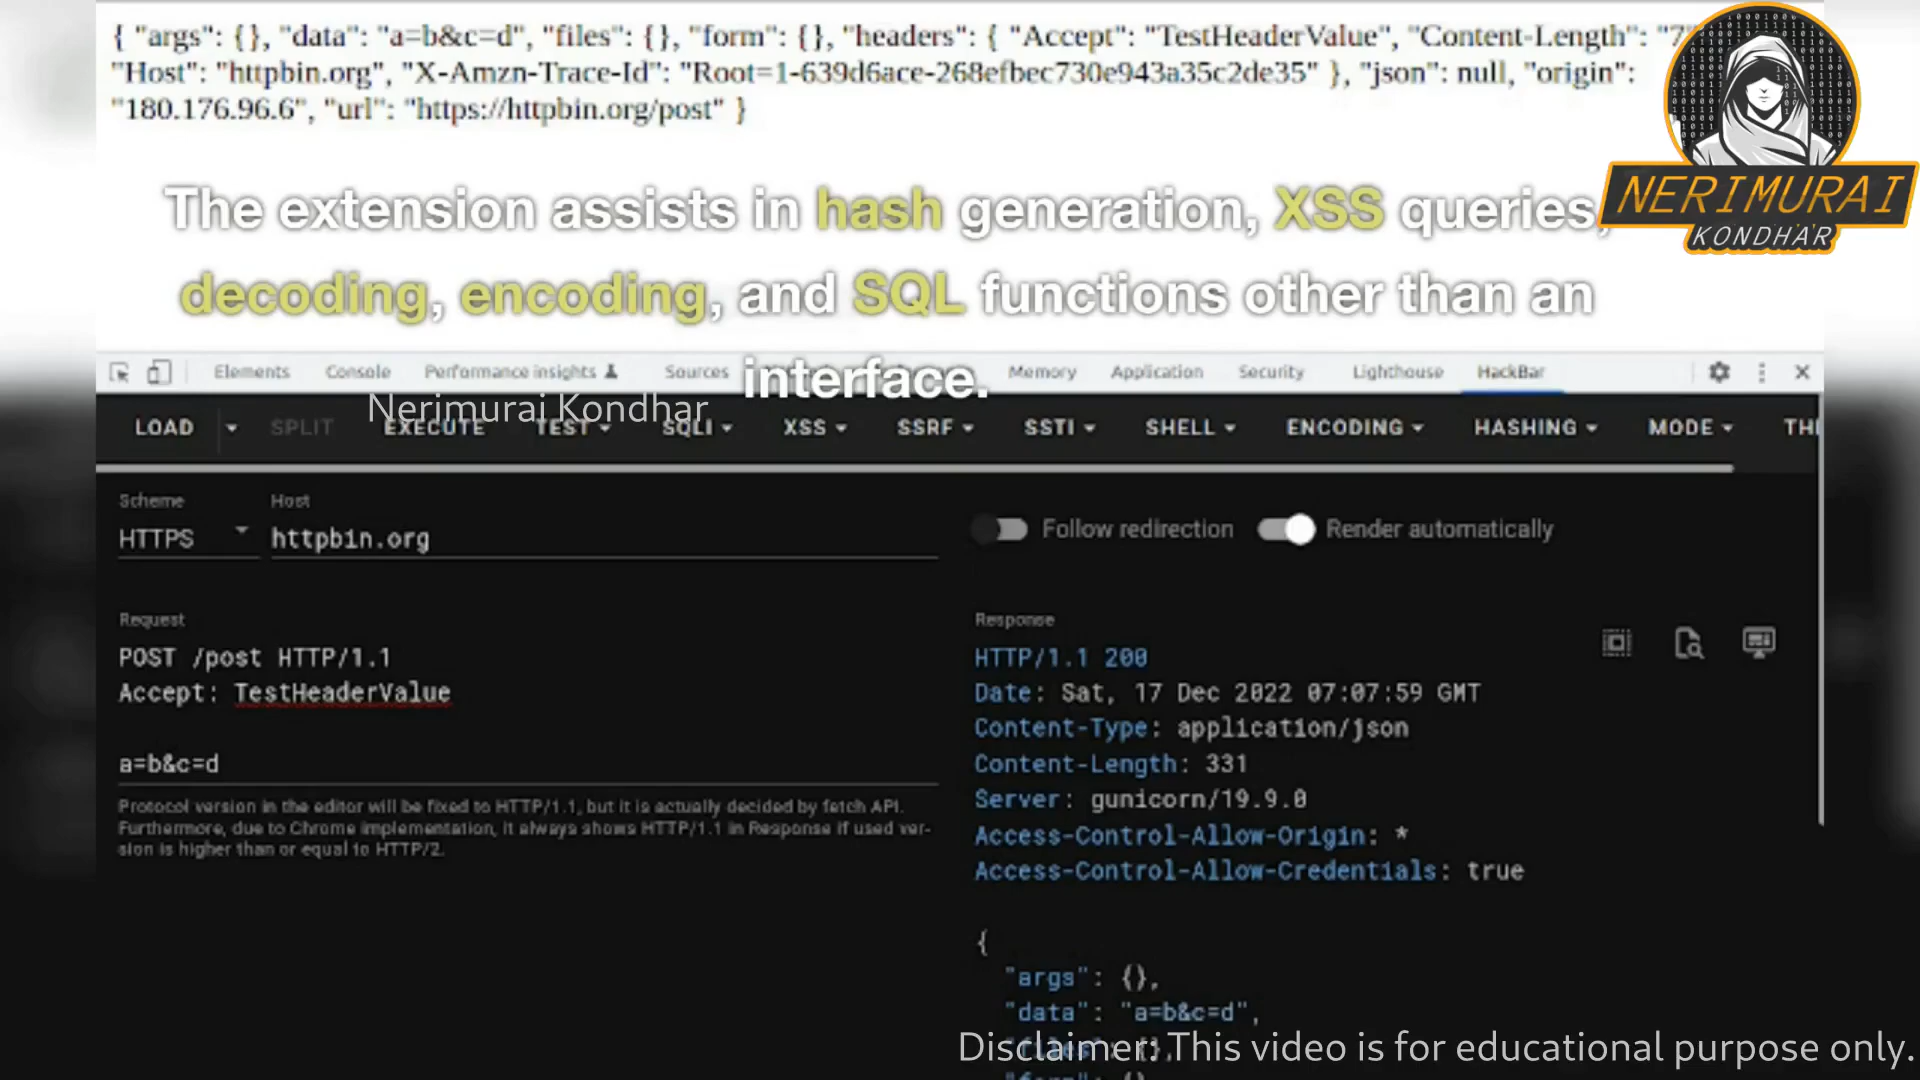 { "args": {}, "data": "a=b&c=d", "files": {}, "form": {}, "headers": { "Accept": "TestHeaderValue", "Content-Length": "7
"Host": "httpbin.org", "X-Amzn-Trace-Id": "Root=1-639d6ace-268efbec730e943a35c2de35" }, "json": null, "origin":
"180.176.96.6", "url": "https://httpbin.org/post" }
NERIMURAI
KONDHAR
The extension assists in hash generation, XSS queries,
decoding, encoding, and SQL functions other than an
interface.
Elements Console Performance insights Sources Memory Application Security Lighthouse HackBar
Nerimurai Kondhar
LOAD SPLIT EXECUTE TEST SQLI XSS SSRF SSTI SHELL ENCODING HASHING MODE
Scheme Host
HTTPS httpbin.org
Follow redirection Render automatically
Request
POST /post HTTP/1.1
Accept: TestHeaderValue
a=b&c=d
Protocol version in the editor will be fixed to HTTP/1.1, but it is actually decided by fetch API.
Furthermore, due to Chrome implementation, it always shows HTTP/1.1 in Response if used ver-
sion is higher than or equal to HTTP/2.
Response
HTTP/1.1 200
Date: Sat, 17 Dec 2022 07:07:59 GMT
Content-Type: application/json
Content-Length: 331
Server: gunicorn/19.9.0
Access-Control-Allow-Origin: *
Access-Control-Allow-Credentials: true
{
"args": {},
"data": "a=b&c=d",
"files": {},
Disclaimer: This video is for educational purpose only.